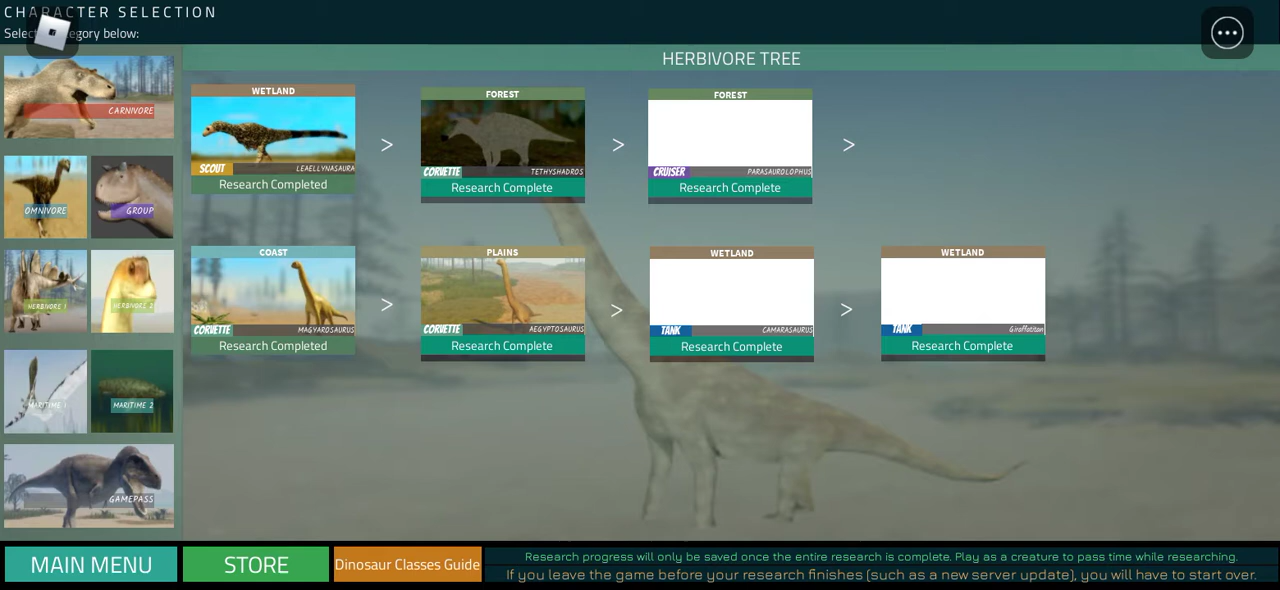 CHARACTER SELECTION
Select category below:
HERBIVORE TREE
CARNIVORE
OMNIVORE
GROUP
HERBIVORE 1
HERBIVORE 2
MARITIME 1
MARITIME 2
GAMEPASS
WETLAND
SCOUT LEAELLYNASAURA
Research Completed
>
FOREST
CORVETTE TETHYSHADROS
Research Complete
>
FOREST
CRUISER PARASAUROLOPHUS
Research Complete
>
COAST
CORVETTE MAGYAROSAURUS
Research Completed
>
PLAINS
CORVETTE AEGYPTOSAURUS
Research Complete
>
WETLAND
TANK CAMARASAURUS
Research Complete
>
WETLAND
TANK Giraffatitan
Research Complete
MAIN MENU
STORE
Dinosaur Classes Guide
Research progress will only be saved once the entire research is complete. Play as a creature to pass time while researching.
If you leave the game before your research finishes (such as a new server update), you will have to start over.